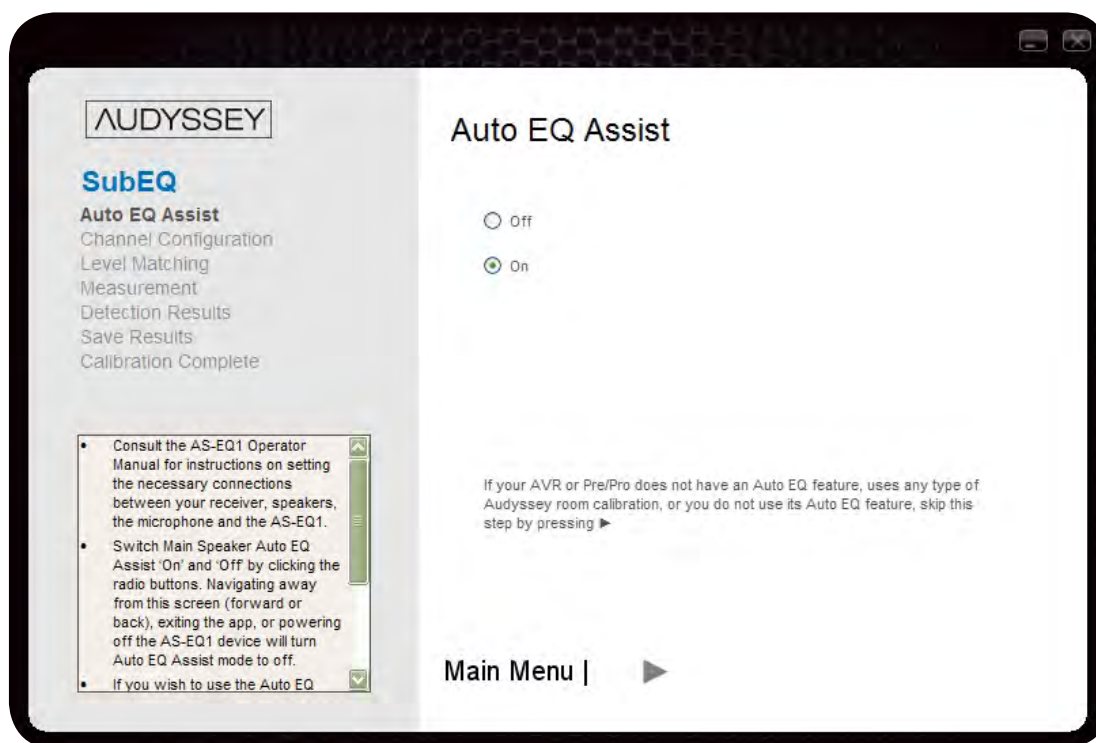 AUDYSSEY
SubEQ
Auto EQ Assist
Channel Configuration
Level Matching
Measurement
Detection Results
Save Results
Calibration Complete
• Consult the AS-EQ1 Operator
Manual for instructions on setting
the necessary connections
between your receiver, speakers,
the microphone and the AS-EQ1.
• Switch Main Speaker Auto EQ
Assist 'On' and 'Off' by clicking the
radio buttons. Navigating away
from this screen (forward or
back), exiting the app, or powering
off the AS-EQ1 device will turn
Auto EQ Assist mode to off.
• If you wish to use the Auto EQ
Auto EQ Assist
Off
On
If your AVR or Pre/Pro does not have an Auto EQ feature, uses any type of
Audyssey room calibration, or you do not use its Auto EQ feature, skip this
step by pressing ►
Main Menu | ►